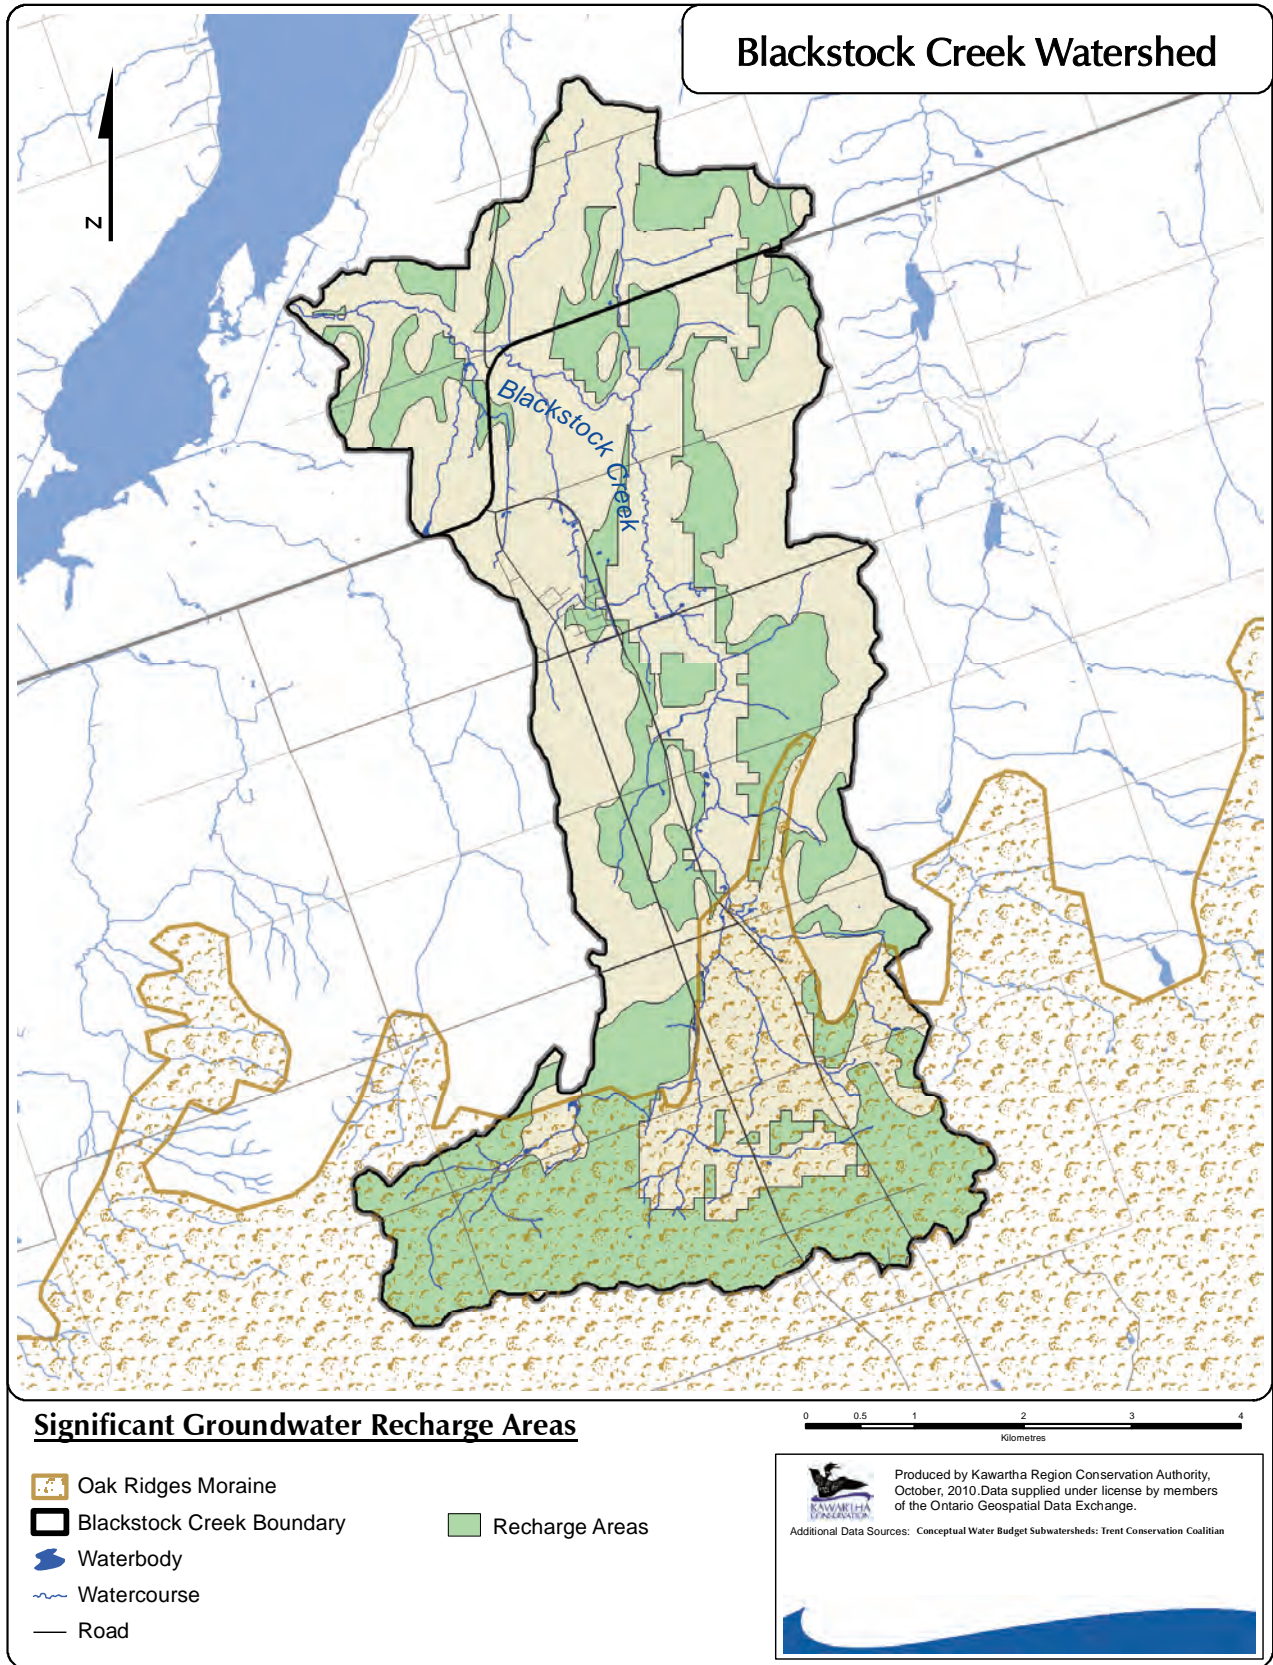 Blackstock Creek Watershed
N
Blackstock Creek
Significant Groundwater Recharge Areas
Oak Ridges Moraine
Blackstock Creek Boundary
Waterbody
Watercourse
Road
Recharge Areas
0 0.5 1 2 3 4
Kilometres
KAWARTHA
CONSERVATION
Produced by Kawartha Region Conservation Authority,
October, 2010.Data supplied under license by members
of the Ontario Geospatial Data Exchange.
Additional Data Sources: Conceptual Water Budget Subwatersheds: Trent Conservation Coalitian